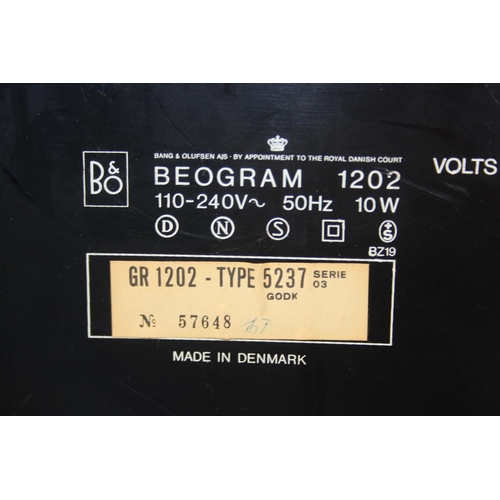 BANG & OLUFSEN A/S · BY APPOINTMENT TO THE ROYAL DANISH COURT
B&O
BEOGRAM 1202
VOLTS
110-240V~ 50Hz 10W
D N S ±S
BZ19
GR 1202 - TYPE 5237 SERIE 03
GODK
№ 57648
MADE IN DENMARK